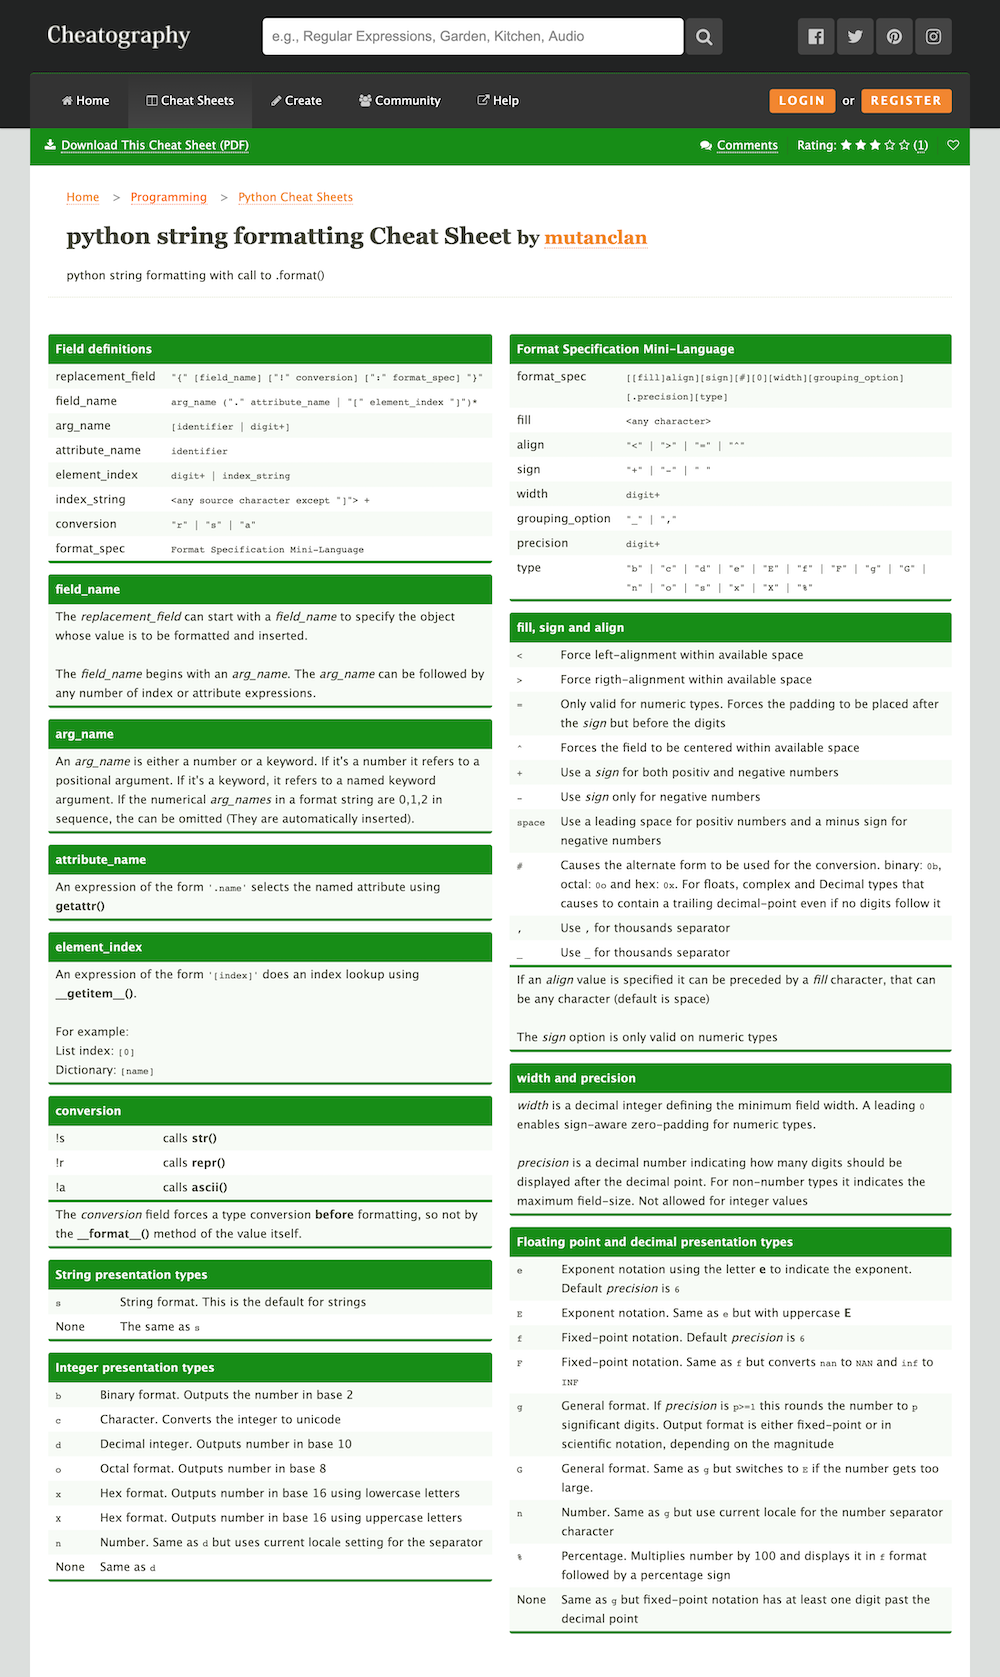 Cheatography
e.g., Regular Expressions, Garden, Kitchen, Audio
Home
Cheat Sheets
Create
Community
Help
LOGIN or REGISTER
Download This Cheat Sheet (PDF)
Comments
Rating: ★★★☆☆ (1)
Home > Programming > Python Cheat Sheets
python string formatting Cheat Sheet by mutanclan
python string formatting with call to .format()
Field definitions
replacement_field "{" [field_name] ["!" conversion] [":" format_spec] "}"
field_name arg_name ("." attribute_name | "[" element_index "]")*
arg_name [identifier | digit+]
attribute_name identifier
element_index digit+ | index_string
index_string <any source character except "]"> +
conversion "r" | "s" | "a"
format_spec Format Specification Mini-Language
field_name
The replacement_field can start with a field_name to specify the object
whose value is to be formatted and inserted.
The field_name begins with an arg_name. The arg_name can be followed by
any number of index or attribute expressions.
arg_name
An arg_name is either a number or a keyword. If it's a number it refers to a
positional argument. If it's a keyword, it refers to a named keyword
argument. If the numerical arg_names in a format string are 0,1,2 in
sequence, the can be omitted (They are automatically inserted).
attribute_name
An expression of the form '.name' selects the named attribute using
getattr()
element_index
An expression of the form '[index]' does an index lookup using
__getitem__().
For example:
List index: [0]
Dictionary: [name]
conversion
!s calls str()
!r calls repr()
!a calls ascii()
The conversion field forces a type conversion before formatting, so not by
the __format__() method of the value itself.
String presentation types
s String format. This is the default for strings
None The same as s
Integer presentation types
b Binary format. Outputs the number in base 2
c Character. Converts the integer to unicode
d Decimal integer. Outputs number in base 10
o Octal format. Outputs number in base 8
x Hex format. Outputs number in base 16 using lowercase letters
x Hex format. Outputs number in base 16 using uppercase letters
n Number. Same as d but uses current locale setting for the separator
None Same as d
Format Specification Mini-Language
format_spec [[fill]align][sign][#][0][width][grouping_option]
[.precision][type]
fill <any character>
align "<" | ">" | "=" | "^"
sign "+" | "-" | " "
width digit+
grouping_option "_" | ","
precision digit+
type "b" | "c" | "d" | "e" | "E" | "f" | "F" | "g" | "G" |
"n" | "o" | "s" | "x" | "X" | "%"
fill, sign and align
< Force left-alignment within available space
> Force rigth-alignment within available space
= Only valid for numeric types. Forces the padding to be placed after
the sign but before the digits
^ Forces the field to be centered within available space
+ Use a sign for both positiv and negative numbers
- Use sign only for negative numbers
space Use a leading space for positiv numbers and a minus sign for
negative numbers
# Causes the alternate form to be used for the conversion. binary: 0b,
octal: 0o and hex: 0x. For floats, complex and Decimal types that
causes to contain a trailing decimal-point even if no digits follow it
, Use , for thousands separator
_ Use _ for thousands separator
If an align value is specified it can be preceded by a fill character, that can
be any character (default is space)
The sign option is only valid on numeric types
width and precision
width is a decimal integer defining the minimum field width. A leading 0
enables sign-aware zero-padding for numeric types.
precision is a decimal number indicating how many digits should be
displayed after the decimal point. For non-number types it indicates the
maximum field-size. Not allowed for integer values
Floating point and decimal presentation types
e Exponent notation using the letter e to indicate the exponent.
Default precision is 6
E Exponent notation. Same as e but with uppercase E
f Fixed-point notation. Default precision is 6
F Fixed-point notation. Same as f but converts nan to NAN and inf to
INF
g General format. If precision is p>=1 this rounds the number to p
significant digits. Output format is either fixed-point or in
scientific notation, depending on the magnitude
G General format. Same as g but switches to E if the number gets too
large.
n Number. Same as g but use current locale for the number separator
character
% Percentage. Multiplies number by 100 and displays it in f format
followed by a percentage sign
None Same as g but fixed-point notation has at least one digit past the
decimal point